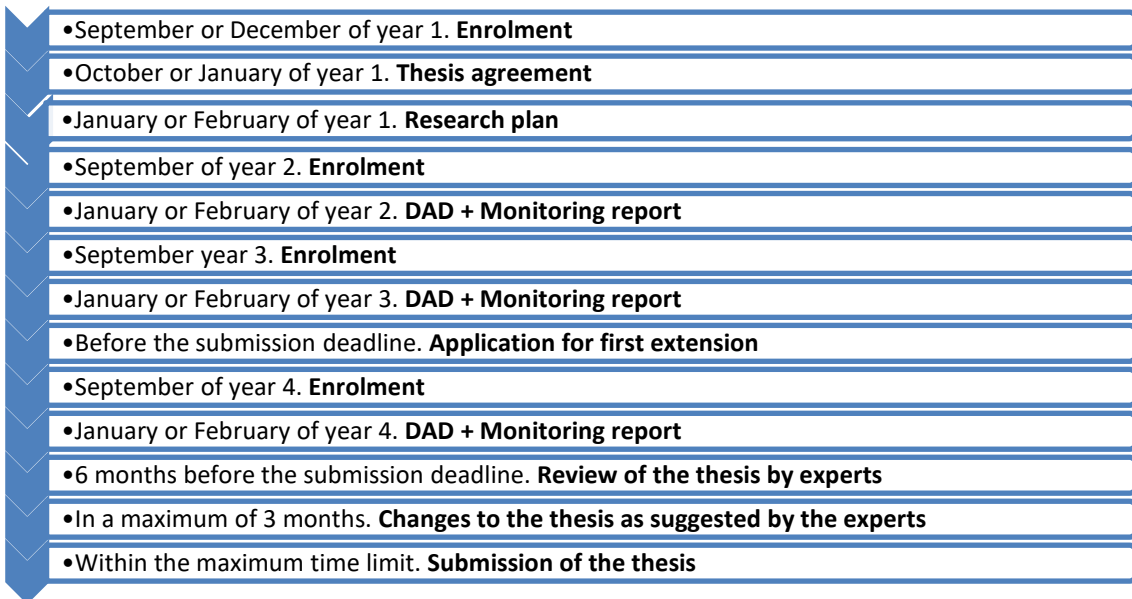 •September or December of year 1. Enrolment
•October or January of year 1. Thesis agreement
•January or February of year 1. Research plan
•September of year 2. Enrolment
•January or February of year 2. DAD + Monitoring report
•September year 3. Enrolment
•January or February of year 3. DAD + Monitoring report
•Before the submission deadline. Application for first extension
•September of year 4. Enrolment
•January or February of year 4. DAD + Monitoring report
•6 months before the submission deadline. Review of the thesis by experts
•In a maximum of 3 months. Changes to the thesis as suggested by the experts
•Within the maximum time limit. Submission of the thesis